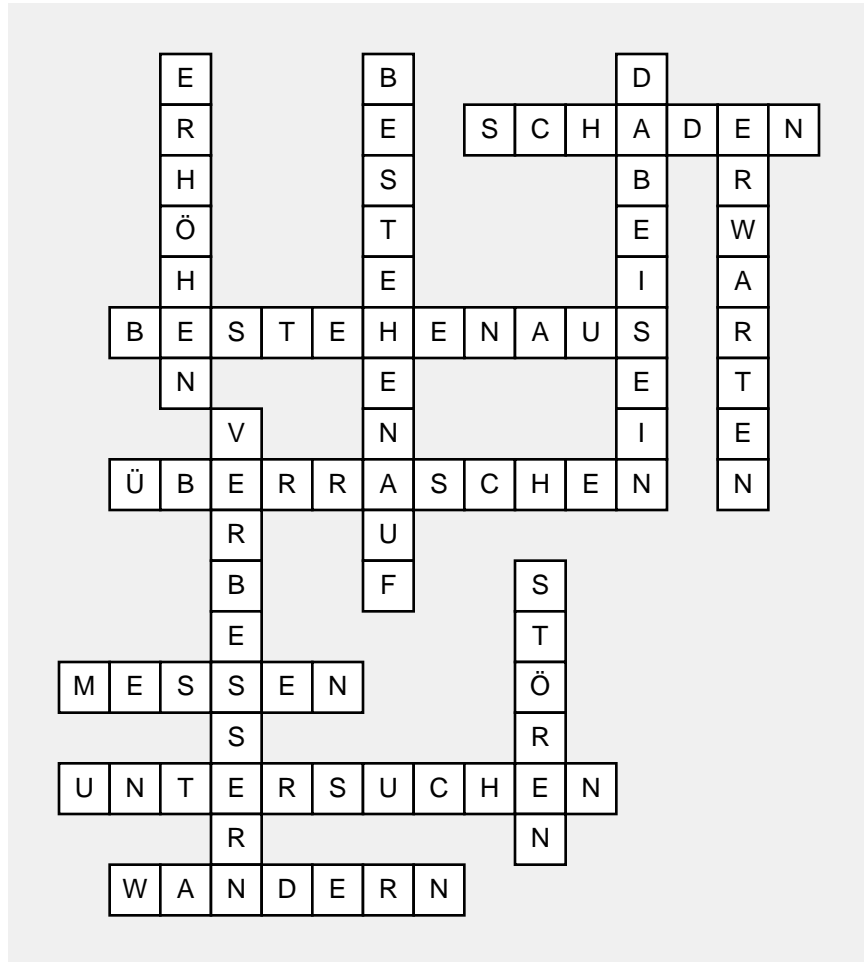 ERHÖHEN
BESTEHENAUF
DABEISEIN
SCHADEN
ERWARTEN
BESTEHENAUS
VERBESSERN
ÜBERRASCHEN
STÖREN
MESSEN
UNTERSUCHEN
WANDERN